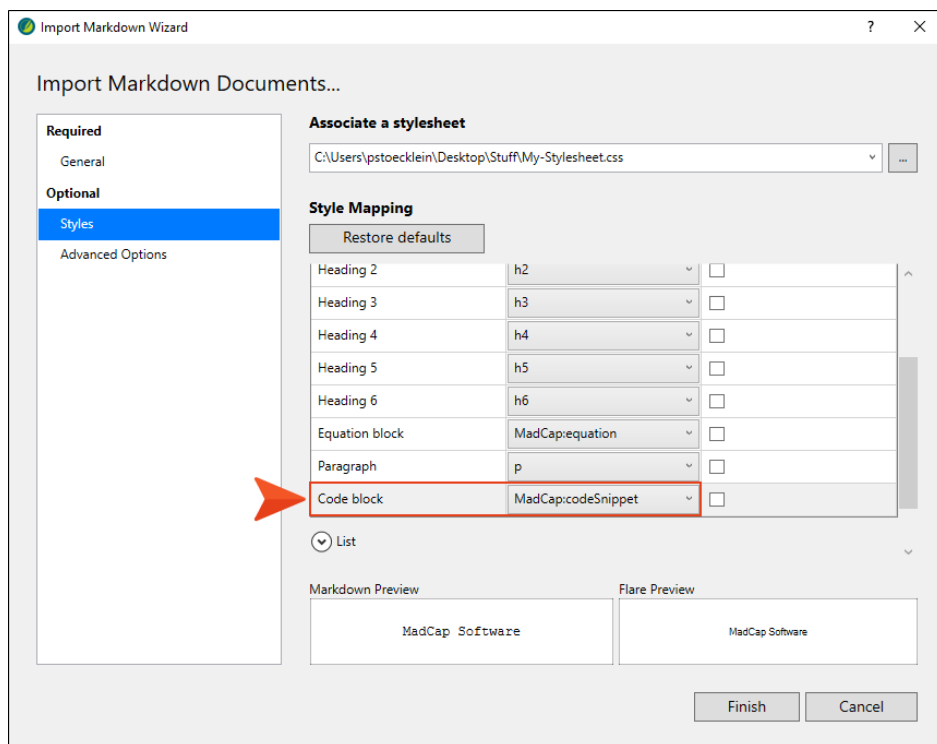 Import Markdown Wizard
?
Import Markdown Documents...
Required
General
Optional
Styles
Advanced Options
Associate a stylesheet
C:\Users\pstoecklein\Desktop\Stuff\My-Stylesheet.css
...
Style Mapping
Restore defaults
Heading 2 h2
Heading 3 h3
Heading 4 h4
Heading 5 h5
Heading 6 h6
Equation block MadCap:equation
Paragraph p
Code block MadCap:codeSnippet
List
Markdown Preview Flare Preview
MadCap Software MadCap Software
Finish Cancel